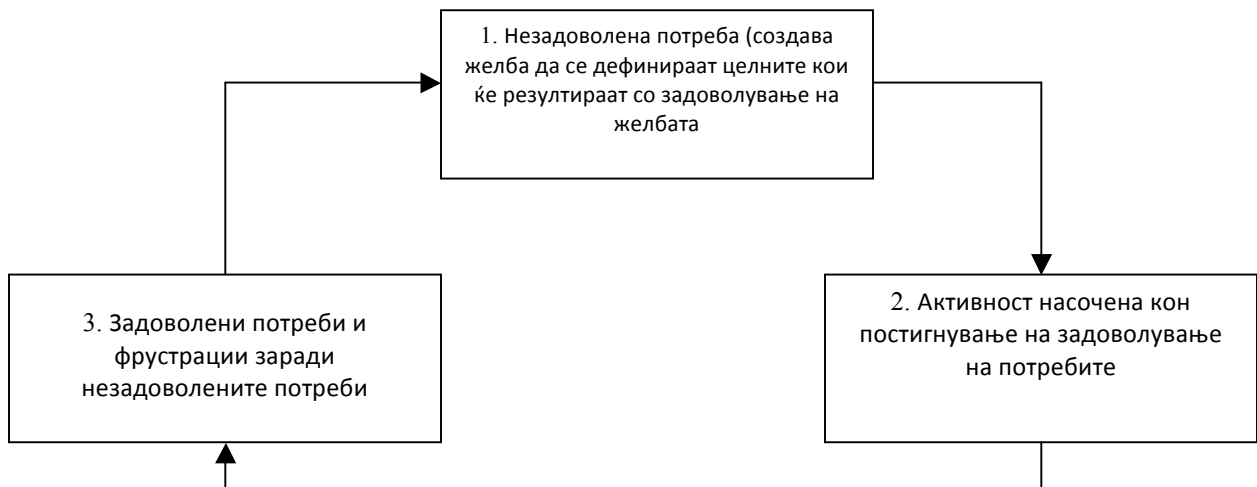 1. Незадоволена потреба (создава
желба да се дефинираат целните кои
ќе резултираат со задоволување на
желбата
3. Задоволени потреби и
фрустрации заради
незадоволените потреби
2. Активност насочена кон
постигнување на задоволување
на потребите